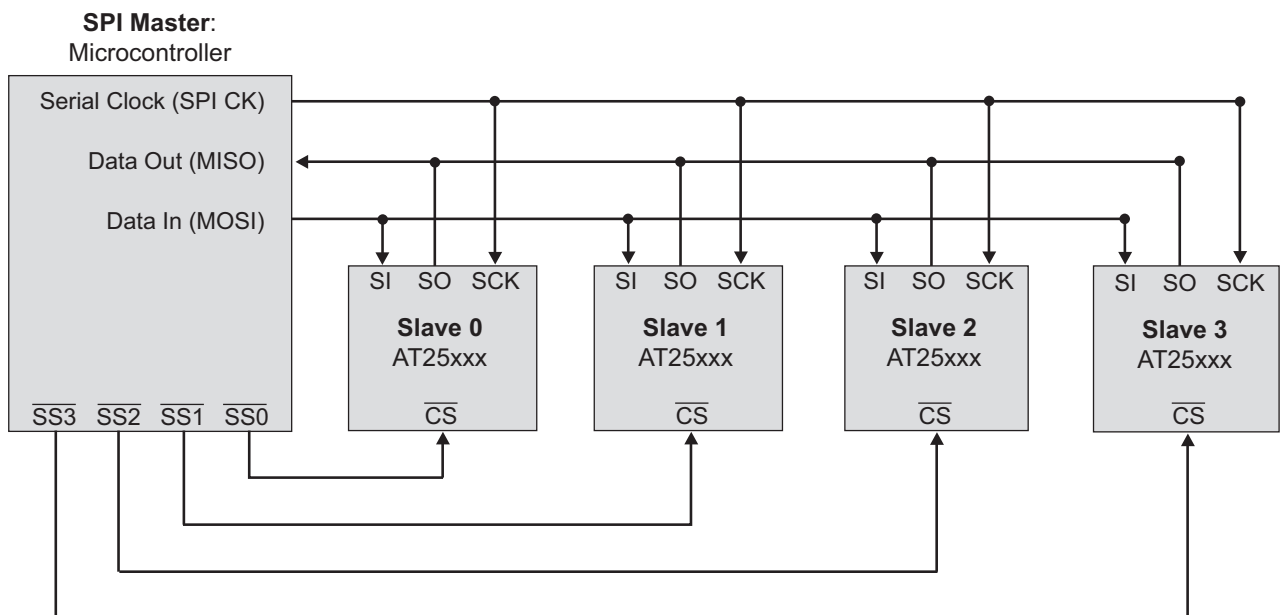 SPI Master:
Microcontroller
Serial Clock (SPI CK)
Data Out (MISO)
Data In (MOSI)
SS3 SS2 SS1 SS0
SI SO SCK
Slave 0
AT25xxx
CS
SI SO SCK
Slave 1
AT25xxx
CS
SI SO SCK
Slave 2
AT25xxx
CS
SI SO SCK
Slave 3
AT25xxx
CS